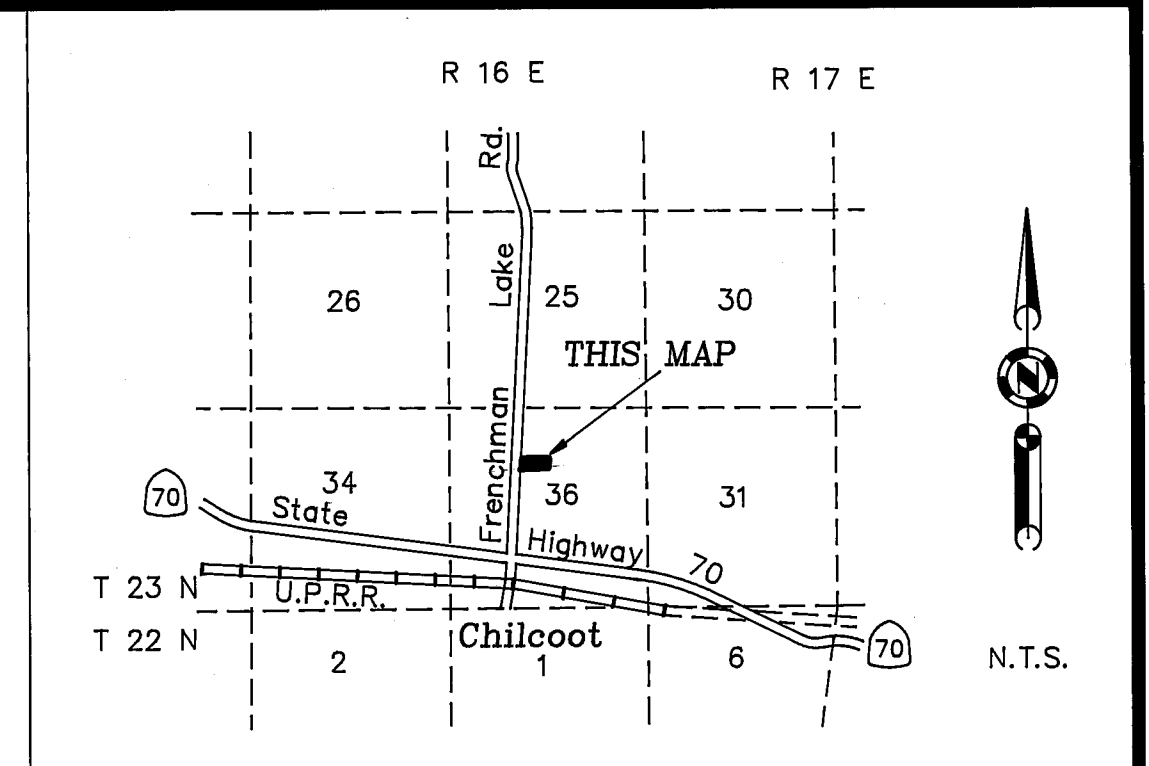 R 16 E
R 17 E
Frenchman Lake Rd.
26
25
30
THIS MAP
N
34
36
31
70
State Highway 70
T 23 N
U.P.R.R.
T 22 N
Chilcoot
2
1
6
70
N.T.S.